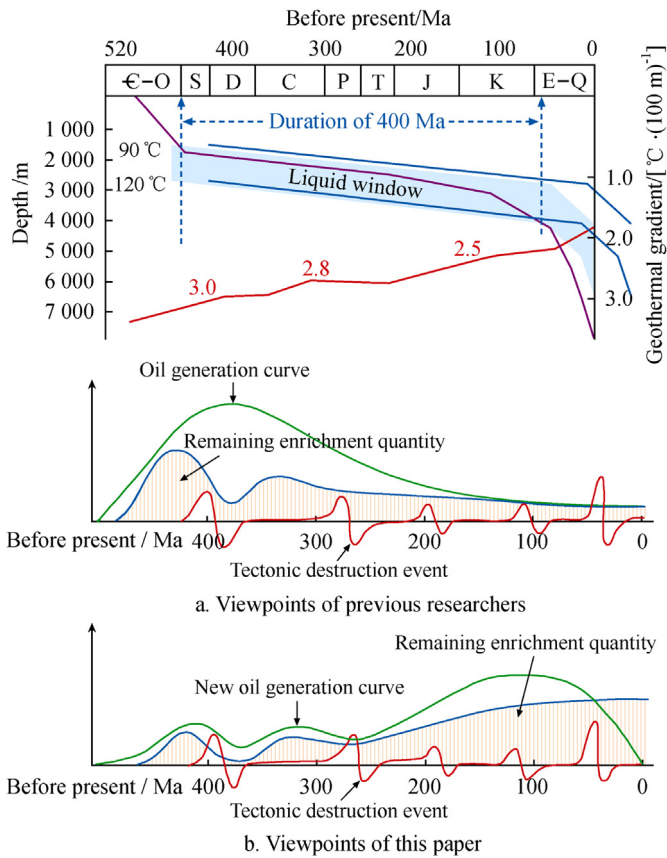 Before present/Ma
520 400 300 200 100 0
Є-O S D C P T J K E-Q
Duration of 400 Ma
1 000
90 ℃
2 000
1.0
120 ℃
Liquid window
3 000
4 000
2.0
5 000
2.5
6 000
2.8
3.0
3.0
7 000
Depth /m
Geothermal gradient/[℃·(100 m)⁻¹]
Oil generation curve
Remaining enrichment quantity
Before present / Ma 400 300 200 100 0
Tectonic destruction event
a. Viewpoints of previous researchers
Remaining enrichment quantity
New oil generation curve
Before present / Ma 400 300 200 100 0
Tectonic destruction event
b. Viewpoints of this paper